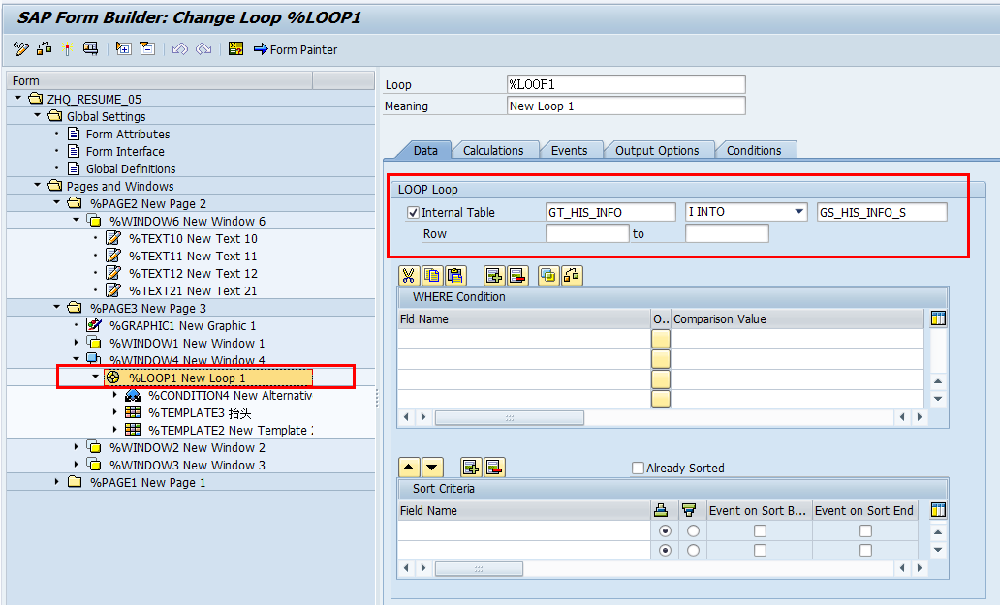 SAP Form Builder: Change Loop %LOOP1
Form Painter
Form
ZHQ_RESUME_05
Global Settings
Form Attributes
Form Interface
Global Definitions
Pages and Windows
%PAGE2 New Page 2
%WINDOW6 New Window 6
%TEXT10 New Text 10
%TEXT11 New Text 11
%TEXT12 New Text 12
%TEXT21 New Text 21
%PAGE3 New Page 3
%GRAPHIC1 New Graphic 1
%WINDOW1 New Window 1
%WINDOW4 New Window 4
%LOOP1 New Loop 1
%CONDITION4 New Alternativ
%TEMPLATE3 抬头
%TEMPLATE2 New Template 2
%WINDOW2 New Window 2
%WINDOW3 New Window 3
%PAGE1 New Page 1
Loop %LOOP1
Meaning New Loop 1
Data Calculations Events Output Options Conditions
LOOP Loop
Internal Table GT_HIS_INFO I INTO GS_HIS_INFO_S
Row to
WHERE Condition
Fld Name O.. Comparison Value
Already Sorted
Sort Criteria
Field Name Event on Sort B... Event on Sort End